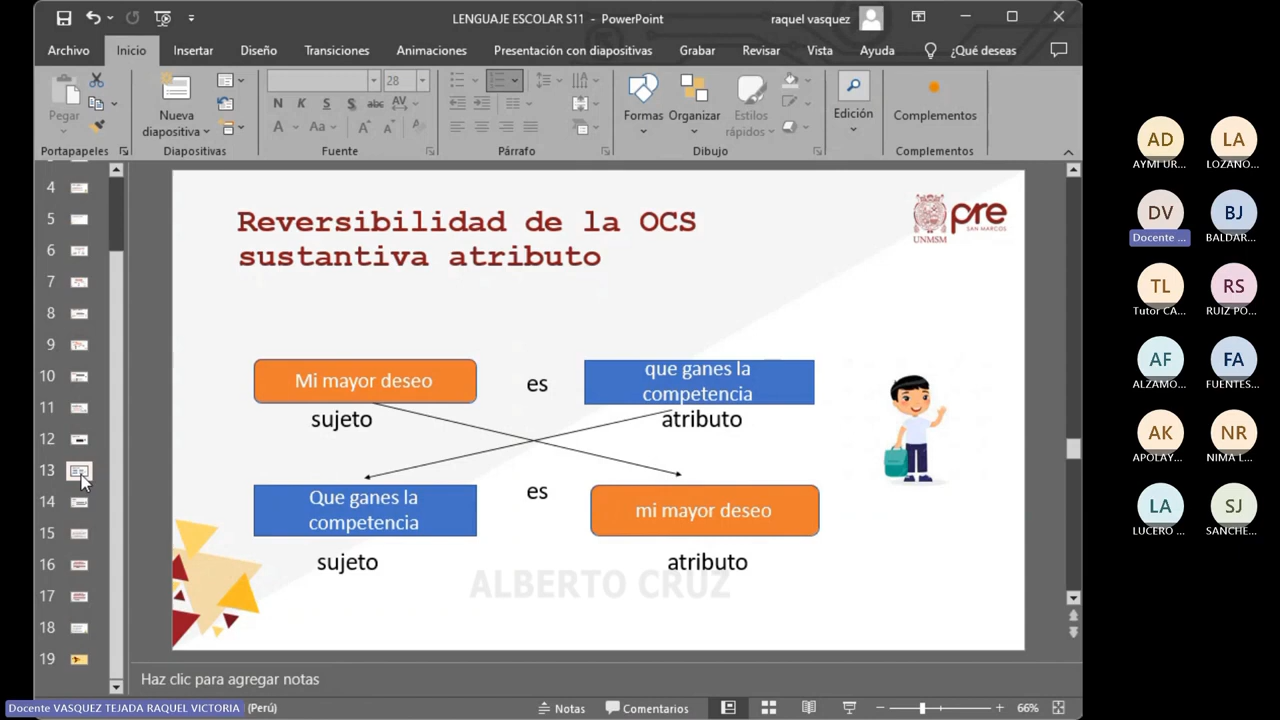 LENGUAJE ESCOLAR S11 - PowerPoint
raquel vasquez
Archivo
Inicio
Insertar
Diseño
Transiciones
Animaciones
Presentación con diapositivas
Grabar
Revisar
Vista
Ayuda
¿Qué deseas
Pegar
Nueva
diapositiva
28
N K S S abc AV
A Aa A A
Formas
Organizar
Estilos
rápidos
Edición
Complementos
Portapapeles
Diapositivas
Fuente
Párrafo
Dibujo
Complementos
4
5
6
7
8
9
10
11
12
13
14
15
16
17
18
19
Reversibilidad de la OCS
sustantiva atributo
UNMSM
pre
SAN MARCOS
Mi mayor deseo
es
que ganes la
competencia
sujeto
atributo
Que ganes la
competencia
es
mi mayor deseo
sujeto
atributo
ALBERTO CRUZ
Haz clic para agregar notas
Docente VASQUEZ TEJADA RAQUEL VICTORIA
(Perú)
Notas
Comentarios
66%
AD
AYMI UR...
LA
LOZANO...
DV
Docente ...
BJ
BALDAR...
TL
Tutor CA...
RS
RUIZ PO...
AF
ALZAMO...
FA
FUENTES...
AK
APOLAY...
NR
NIMA L...
LA
LUCERO ...
SJ
SANCHE...